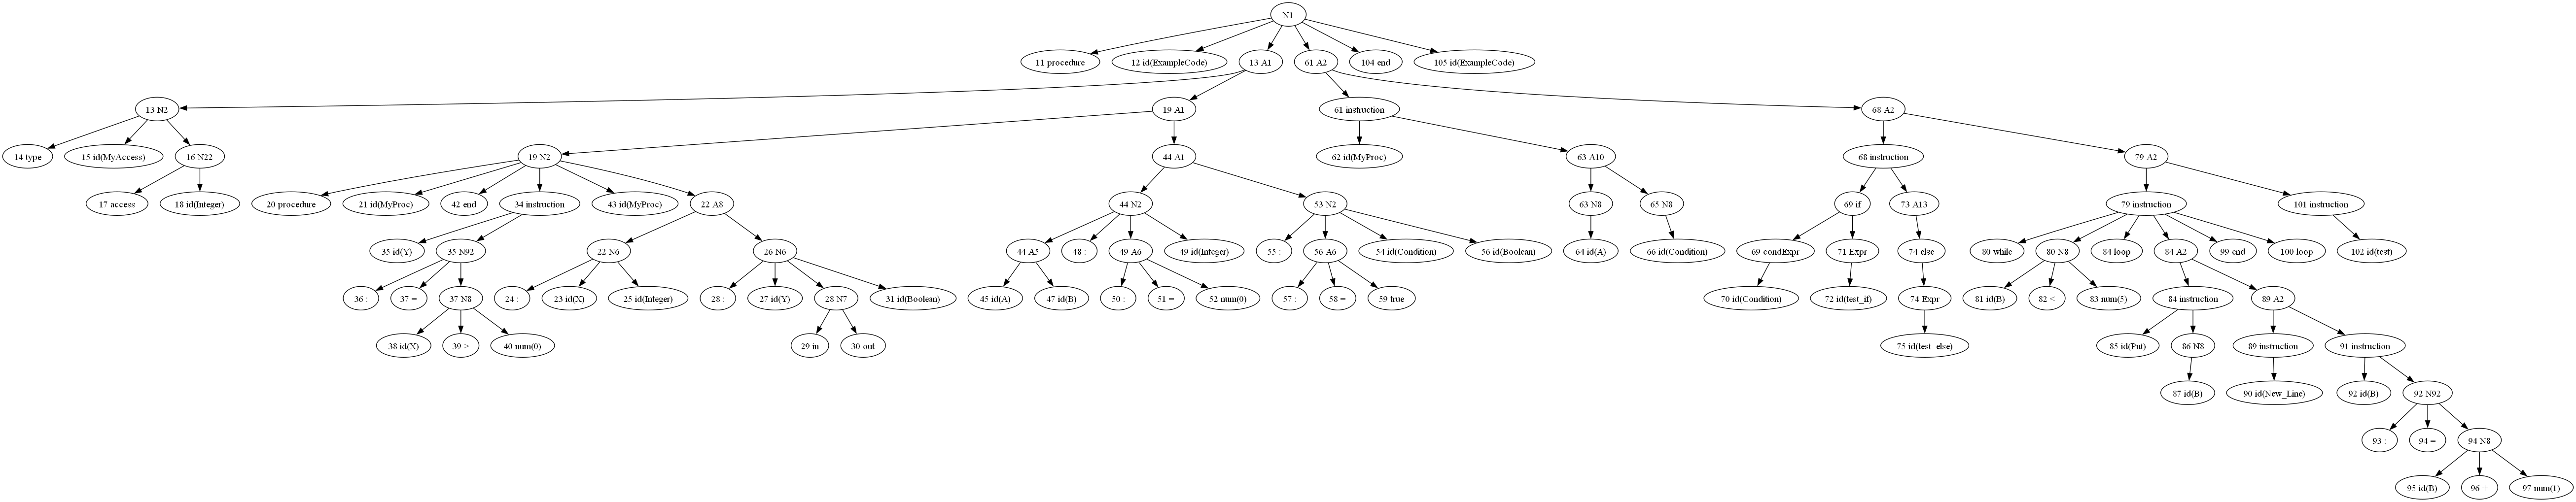 N1
11 procedure 12 id(ExampleCode) 13 A1 61 A2 104 end 105 id(ExampleCode)
13 N2 19 A1 61 instruction 68 A2
14 type 15 id(MyAccess) 16 N22 19 N2 44 A1 62 id(MyProc) 63 A10 68 instruction 79 A2
17 access 18 id(Integer) 20 procedure 21 id(MyProc) 42 end 34 instruction 43 id(MyProc) 22 A8 44 N2 53 N2 63 N8 65 N8 69 if 73 A13 79 instruction 101 instruction
35 id(Y) 35 N92 22 N6 26 N6 44 A5 48 : 49 A6 49 id(Integer) 55 : 56 A6 54 id(Condition) 56 id(Boolean) 64 id(A) 66 id(Condition) 69 condExpr 71 Expr 74 else 80 while 80 N8 84 loop 84 A2 99 end 100 loop 102 id(test)
36 : 37 = 37 N8 24 : 23 id(X) 25 id(Integer) 28 : 27 id(Y) 28 N7 31 id(Boolean) 45 id(A) 47 id(B) 50 : 51 = 52 num(0) 57 : 58 = 59 true 70 id(Condition) 72 id(test_if) 74 Expr 81 id(B) 82 < 83 num(5) 84 instruction 89 A2
38 id(X) 39 > 40 num(0) 29 in 30 out 75 id(test_else) 85 id(Put) 86 N8 89 instruction 91 instruction
87 id(B) 90 id(New_Line) 92 id(B) 92 N92
93 : 94 = 94 N8
95 id(B) 96 + 97 num(1)